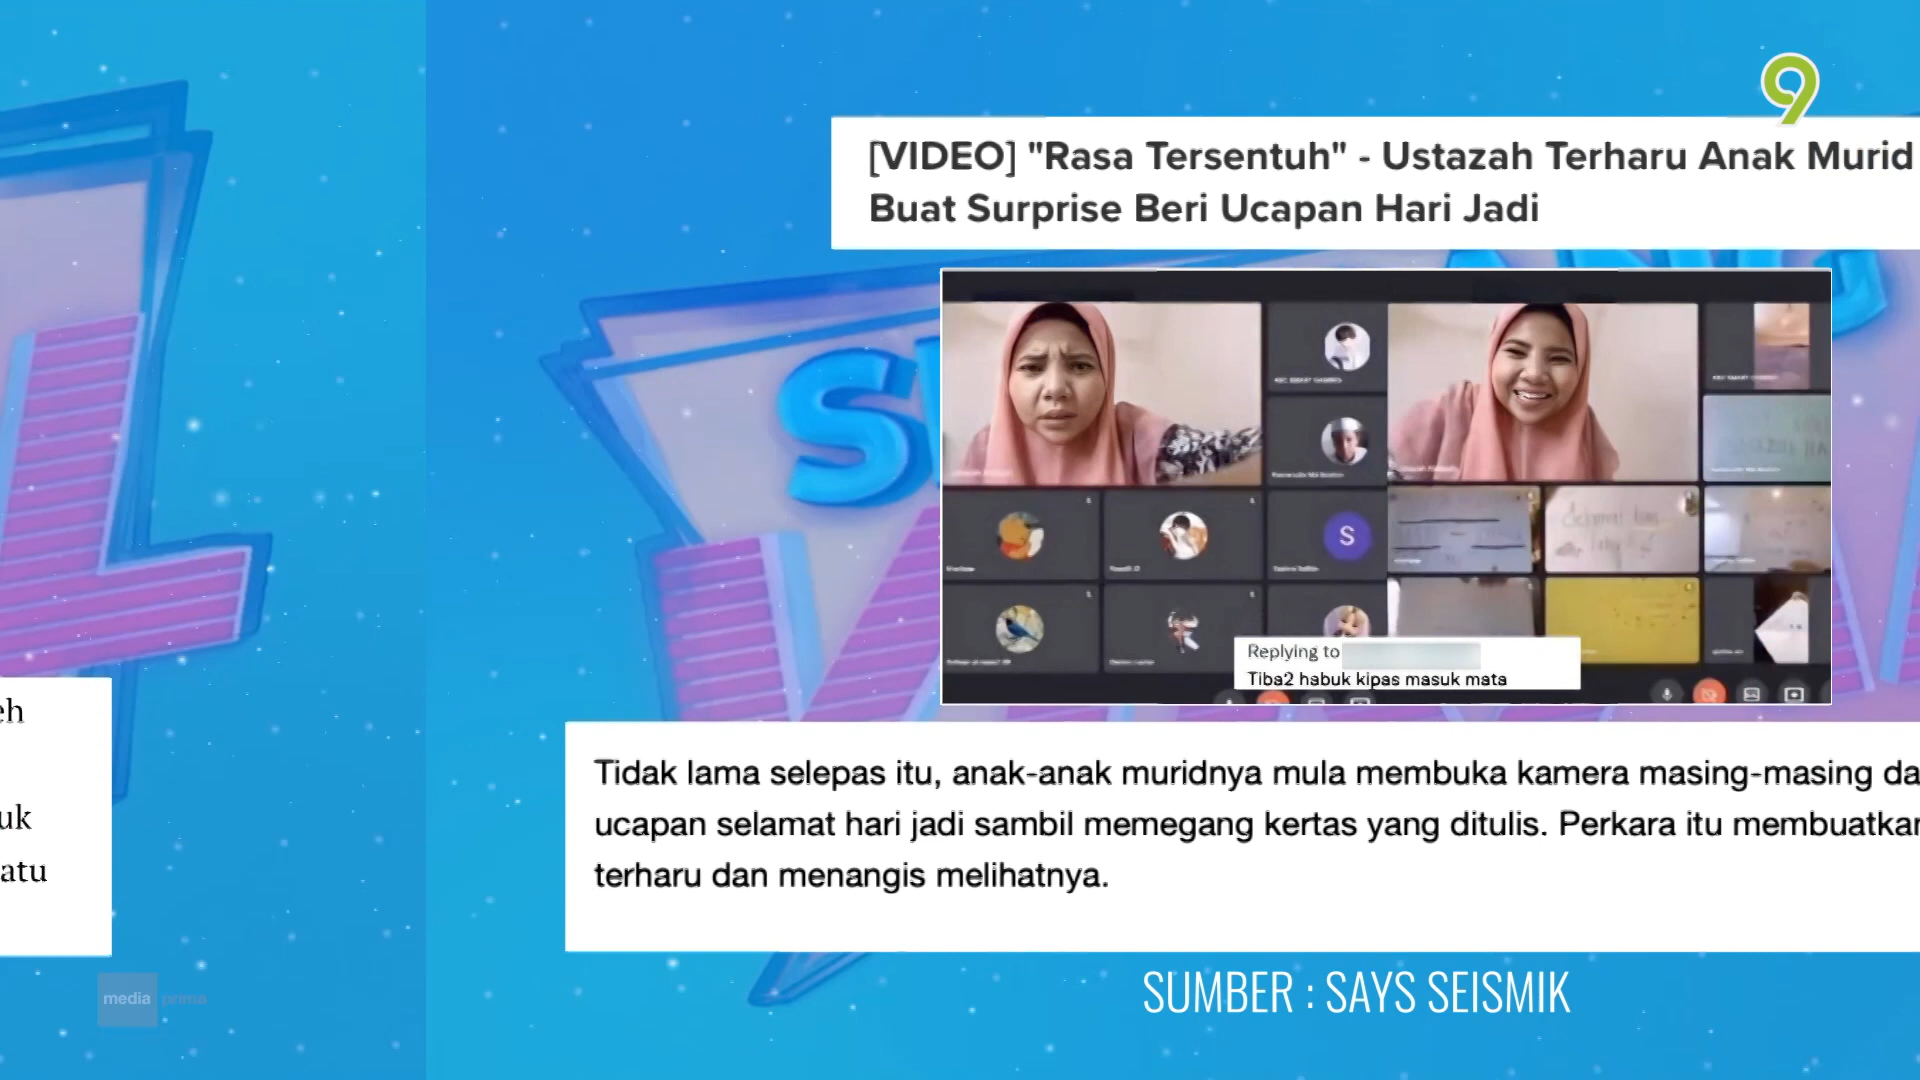 9
[VIDEO] "Rasa Tersentuh" - Ustazah Terharu Anak Murid
Buat Surprise Beri Ucapan Hari Jadi
S
S
Replying to
Tiba2 habuk kipas masuk mata
eh
uk
atu
Tidak lama selepas itu, anak-anak muridnya mula membuka kamera masing-masing da
ucapan selamat hari jadi sambil memegang kertas yang ditulis. Perkara itu membuatkan
terharu dan menangis melihatnya.
media prima
SUMBER : SAYS SEISMIK